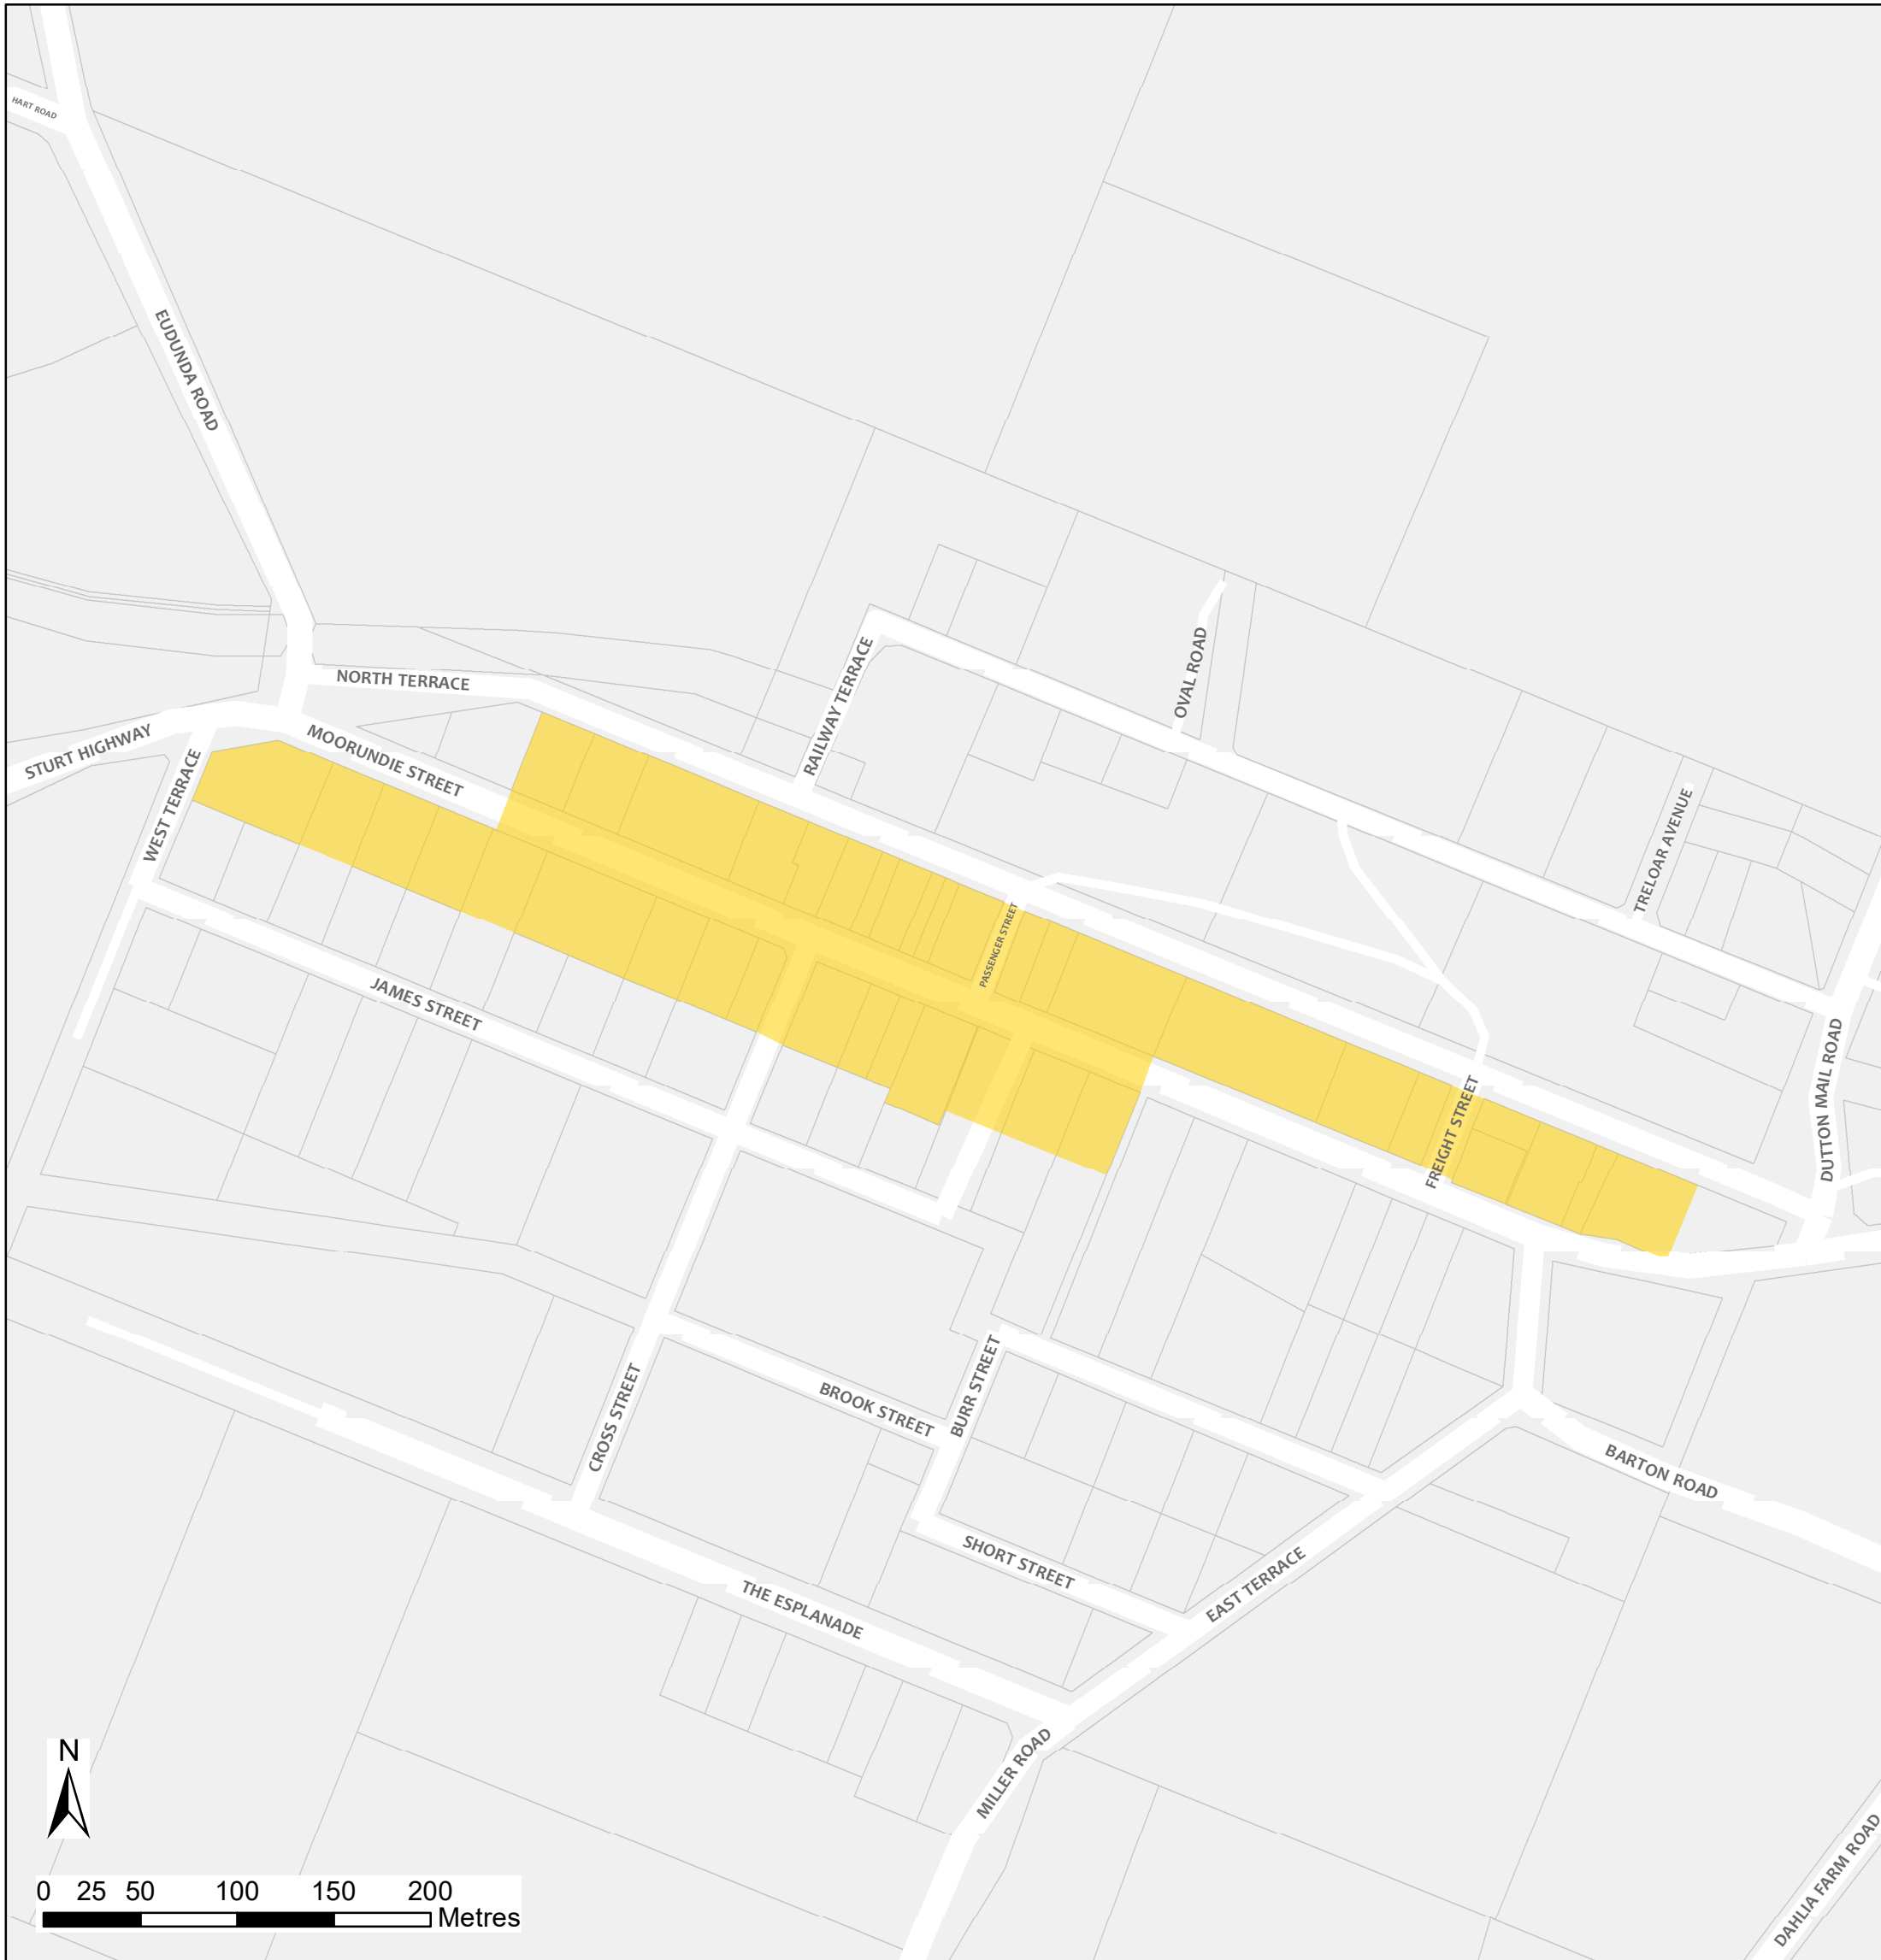 HART ROAD
EUDUNDA ROAD
NORTH TERRACE
RAILWAY TERRACE
OVAL ROAD
STURT HIGHWAY
MOORUNDIE STREET
WEST TERRACE
TRELOAR AVENUE
PASSENGER STREET
JAMES STREET
FREIGHT STREET
DUTTON MAIL ROAD
CROSS STREET
BROOK STREET
BURR STREET
BARTON ROAD
SHORT STREET
EAST TERRACE
THE ESPLANADE
MILLER ROAD
DAHLIA FARM ROAD
N
0 25 50 100 150 200
Metres